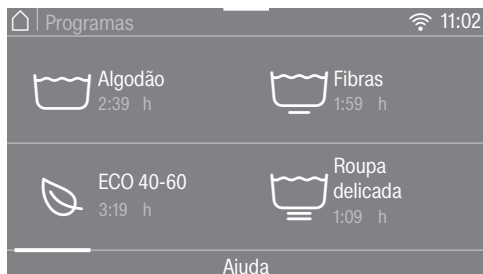 Programas 11:02
Algodão
2:39 h
Fibras
1:59 h
ECO 40-60
3:19 h
Roupa
delicada
1:09 h
Ajuda